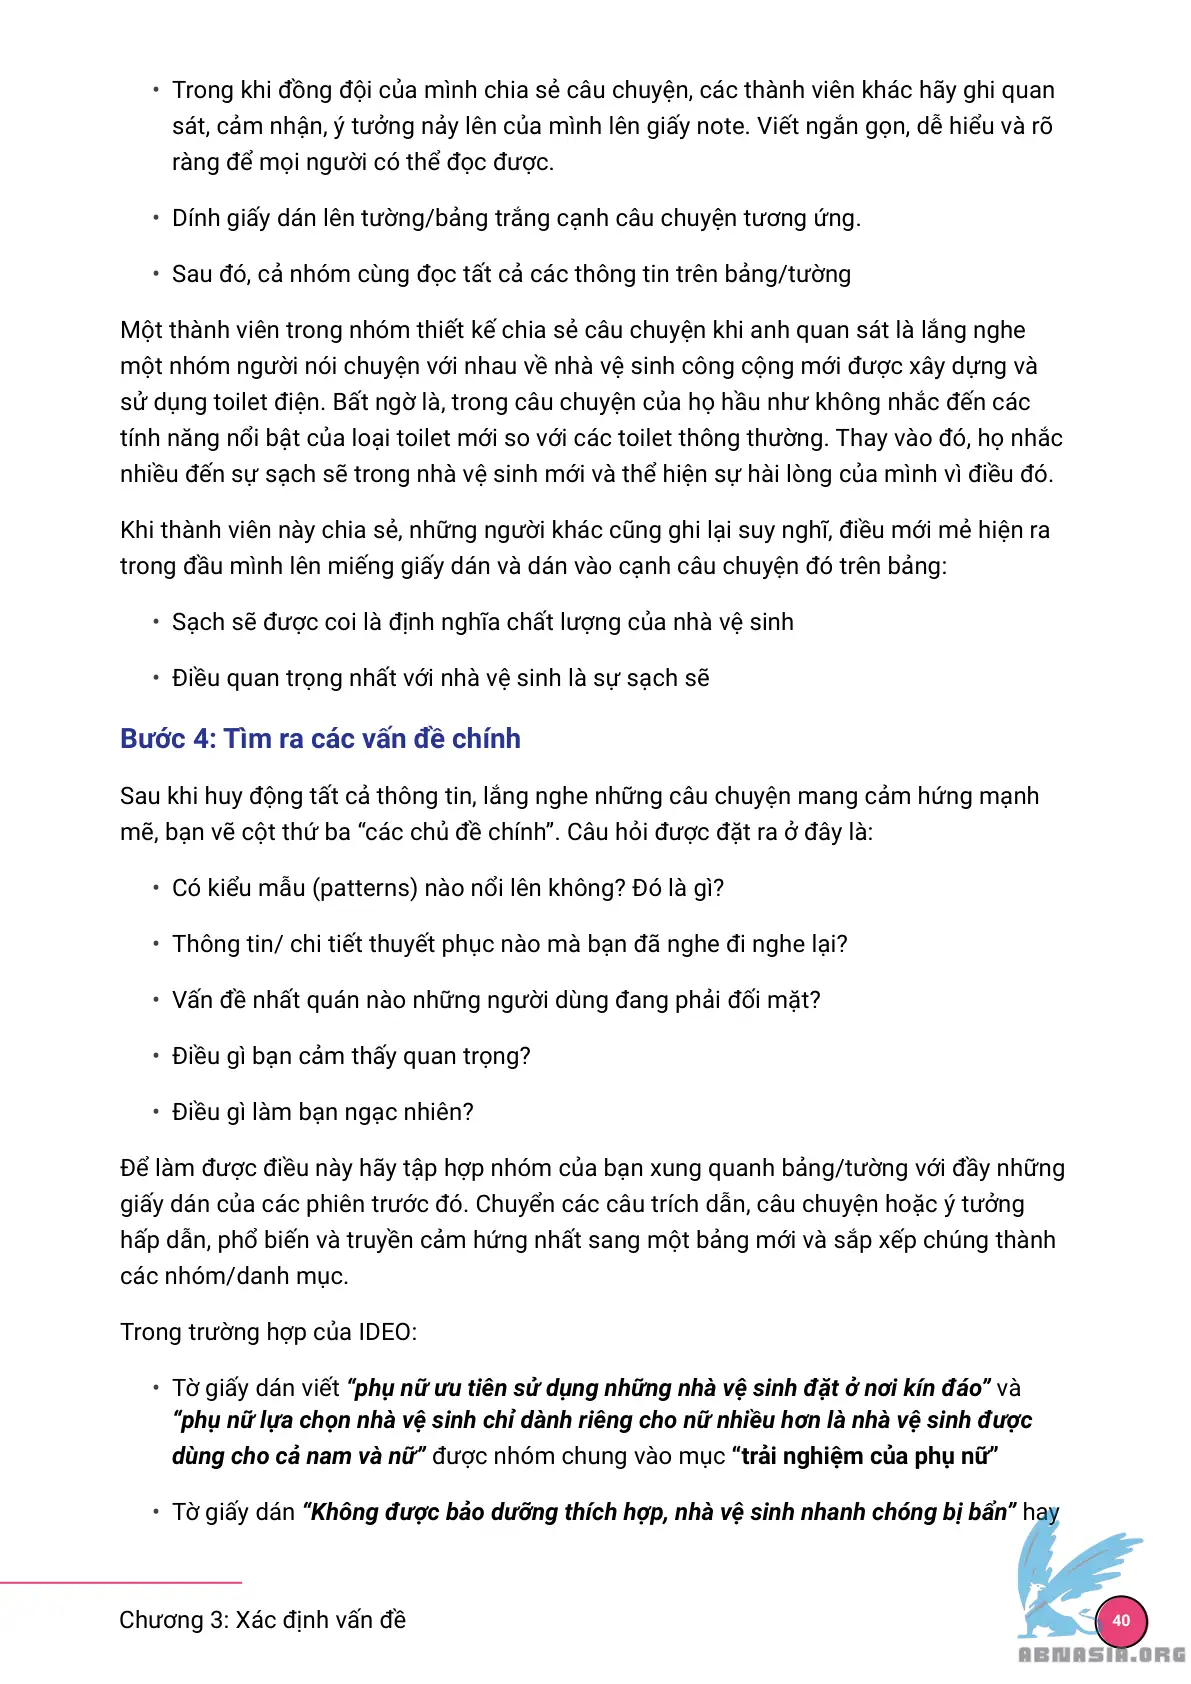 • Trong khi đồng đội của mình chia sẻ câu chuyện, các thành viên khác hãy ghi quan
sát, cảm nhận, ý tưởng nảy lên của mình lên giấy note. Viết ngắn gọn, dễ hiểu và rõ
ràng để mọi người có thể đọc được.
• Dính giấy dán lên tường/bảng trắng cạnh câu chuyện tương ứng.
• Sau đó, cả nhóm cùng đọc tất cả các thông tin trên bảng/tường
Một thành viên trong nhóm thiết kế chia sẻ câu chuyện khi anh quan sát là lắng nghe
một nhóm người nói chuyện với nhau về nhà vệ sinh công cộng mới được xây dựng và
sử dụng toilet điện. Bất ngờ là, trong câu chuyện của họ hầu như không nhắc đến các
tính năng nổi bật của loại toilet mới so với các toilet thông thường. Thay vào đó, họ nhắc
nhiều đến sự sạch sẽ trong nhà vệ sinh mới và thể hiện sự hài lòng của mình vì điều đó.
Khi thành viên này chia sẻ, những người khác cũng ghi lại suy nghĩ, điều mới mẻ hiện ra
trong đầu mình lên miếng giấy dán và dán vào cạnh câu chuyện đó trên bảng:
• Sạch sẽ được coi là định nghĩa chất lượng của nhà vệ sinh
• Điều quan trọng nhất với nhà vệ sinh là sự sạch sẽ
Bước 4: Tìm ra các vấn đề chính
Sau khi huy động tất cả thông tin, lắng nghe những câu chuyện mang cảm hứng mạnh
mẽ, bạn vẽ cột thứ ba “các chủ đề chính”. Câu hỏi được đặt ra ở đây là:
• Có kiểu mẫu (patterns) nào nổi lên không? Đó là gì?
• Thông tin/ chi tiết thuyết phục nào mà bạn đã nghe đi nghe lại?
• Vấn đề nhất quán nào những người dùng đang phải đối mặt?
• Điều gì bạn cảm thấy quan trọng?
• Điều gì làm bạn ngạc nhiên?
Để làm được điều này hãy tập hợp nhóm của bạn xung quanh bảng/tường với đầy những
giấy dán của các phiên trước đó. Chuyển các câu trích dẫn, câu chuyện hoặc ý tưởng
hấp dẫn, phổ biến và truyền cảm hứng nhất sang một bảng mới và sắp xếp chúng thành
các nhóm/danh mục.
Trong trường hợp của IDEO:
• Tờ giấy dán viết “phụ nữ ưu tiên sử dụng những nhà vệ sinh đặt ở nơi kín đáo” và
“phụ nữ lựa chọn nhà vệ sinh chỉ dành riêng cho nữ nhiều hơn là nhà vệ sinh được
dùng cho cả nam và nữ” được nhóm chung vào mục “trải nghiệm của phụ nữ”
• Tờ giấy dán “Không được bảo dưỡng thích hợp, nhà vệ sinh nhanh chóng bị bẩn” hay
Chương 3: Xác định vấn đề
40
ABNASIA.ORG